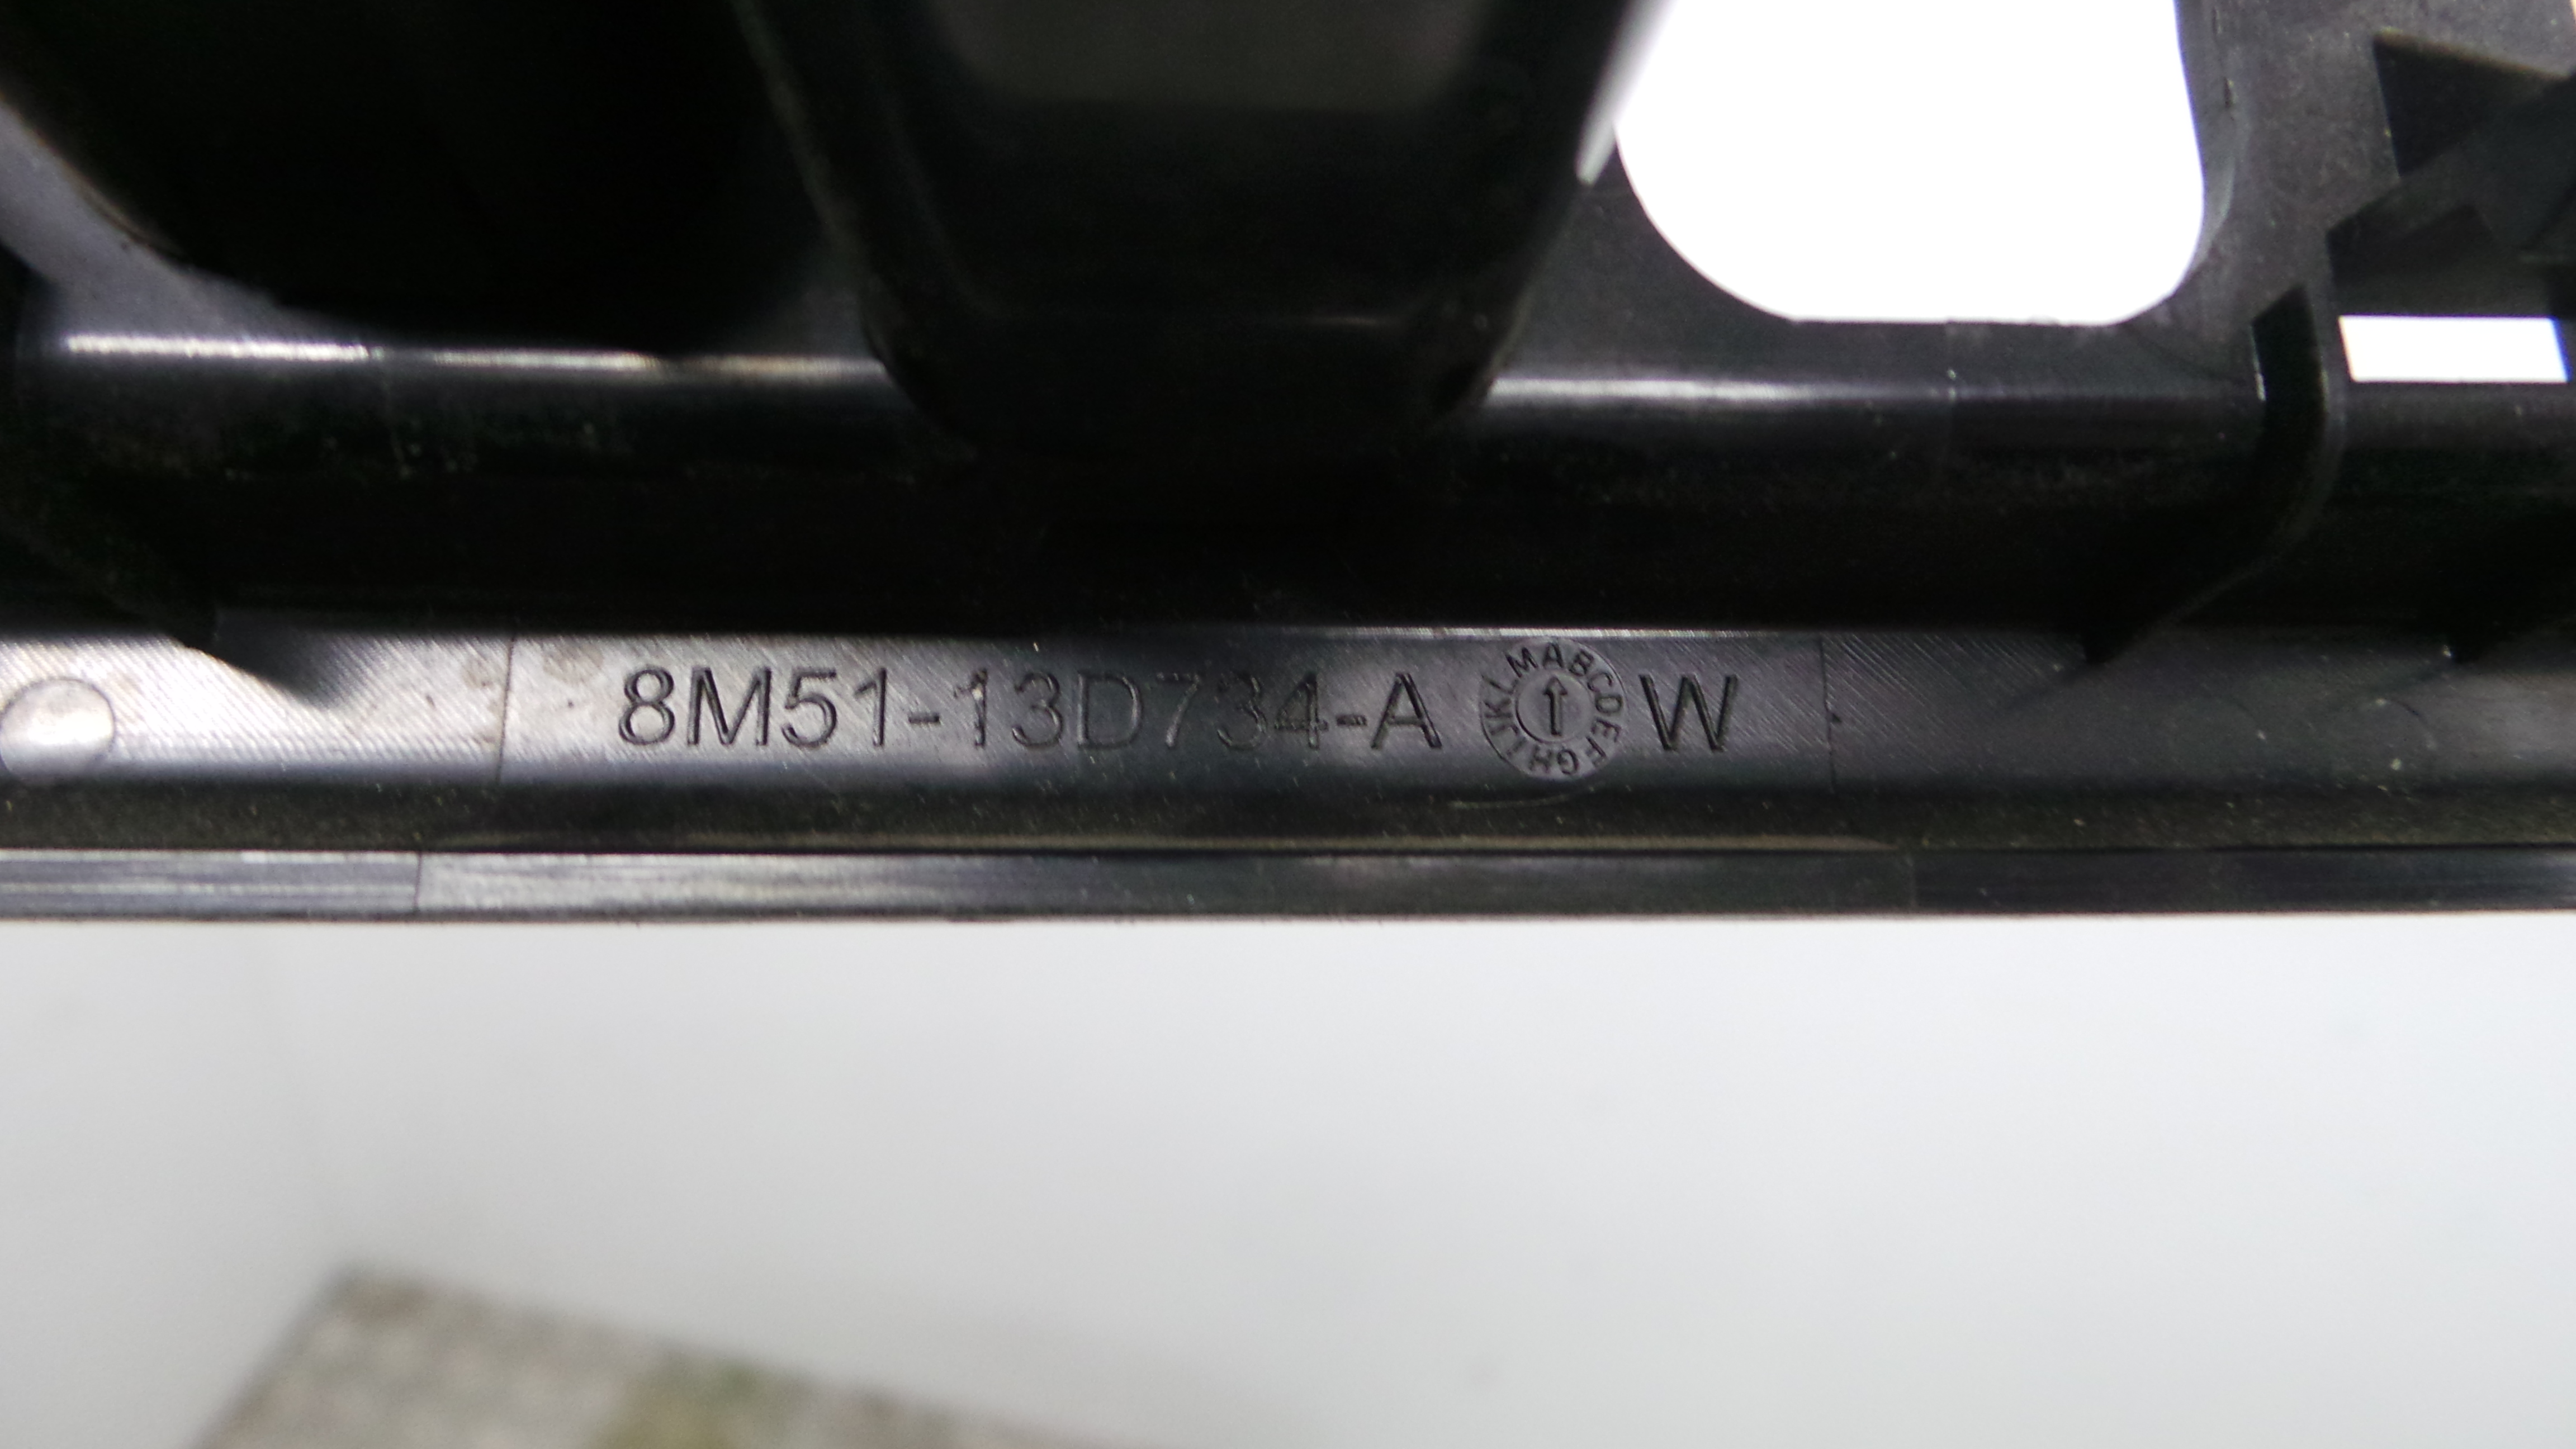 8M51-13D734-A ABCDEFGHIJKLM W